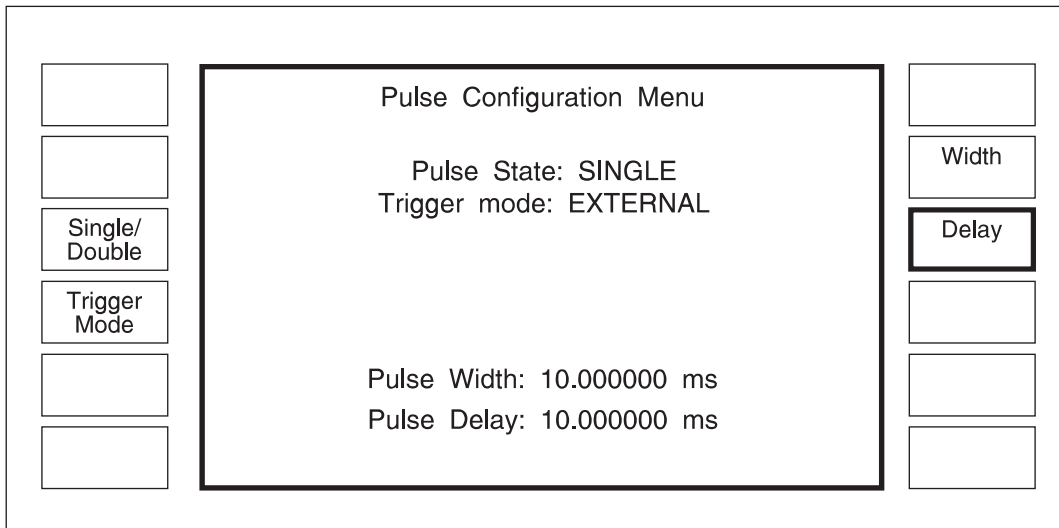 Pulse Configuration Menu
Pulse State: SINGLE
Trigger mode: EXTERNAL
Pulse Width: 10.000000 ms
Pulse Delay: 10.000000 ms
Single/
Double
Trigger
Mode
Width
Delay